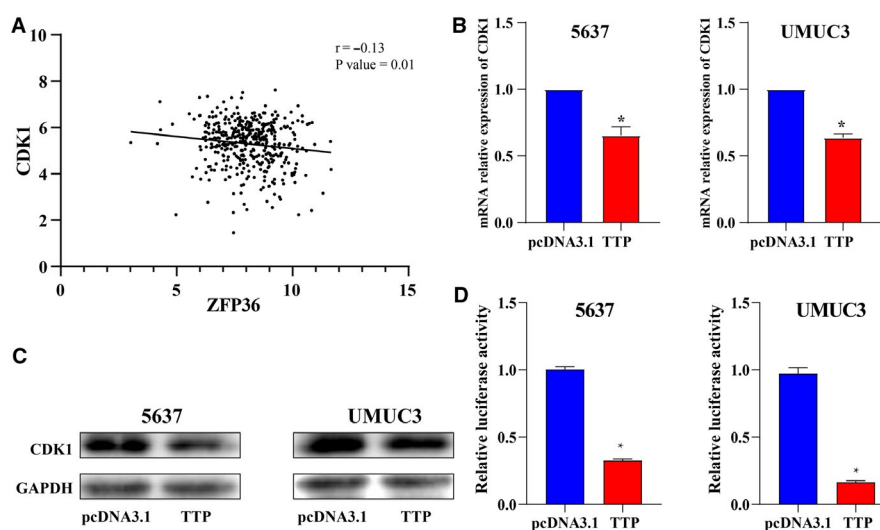 A
10
8
6
4
2
0
CDK1
r = –0.13
P value = 0.01
0
5
10
15
ZFP36
B
5637
mRNA relative expression of CDK1
1.5
1.0
0.5
0.0
*
pcDNA3.1 TTP
UMUC3
mRNA relative expression of CDK1
1.5
1.0
0.5
0.0
*
pcDNA3.1 TTP
C
5637
UMUC3
CDK1
GAPDH
pcDNA3.1 TTP
pcDNA3.1 TTP
D
5637
Relative luciferase activity
1.5
1.0
0.5
0.0
*
pcDNA3.1 TTP
UMUC3
Relative luciferase activity
1.5
1.0
0.5
0.0
*
pcDNA3.1 TTP